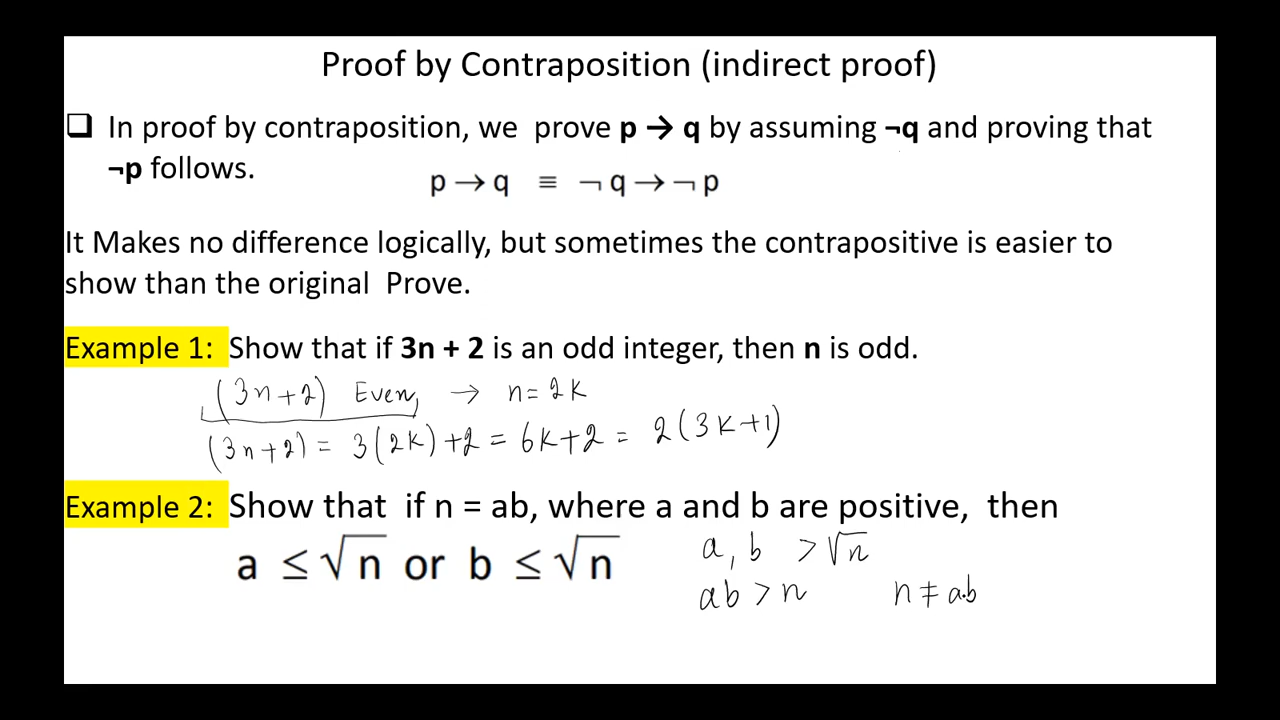 Proof by Contraposition (indirect proof)
❑ In proof by contraposition, we prove p → q by assuming ¬q and proving that
¬p follows.
p → q ≡ ¬ q → ¬ p
It Makes no difference logically, but sometimes the contrapositive is easier to
show than the original Prove.
Example 1: Show that if 3n + 2 is an odd integer, then n is odd.
(3n+2) Even, → n = 2k
(3n+2) = 3(2k)+2 = 6k+2 = 2(3k+1)
Example 2: Show that if n = ab, where a and b are positive, then
a ≤ √n or b ≤ √n
a, b > √n
ab > n n ≠ a.b